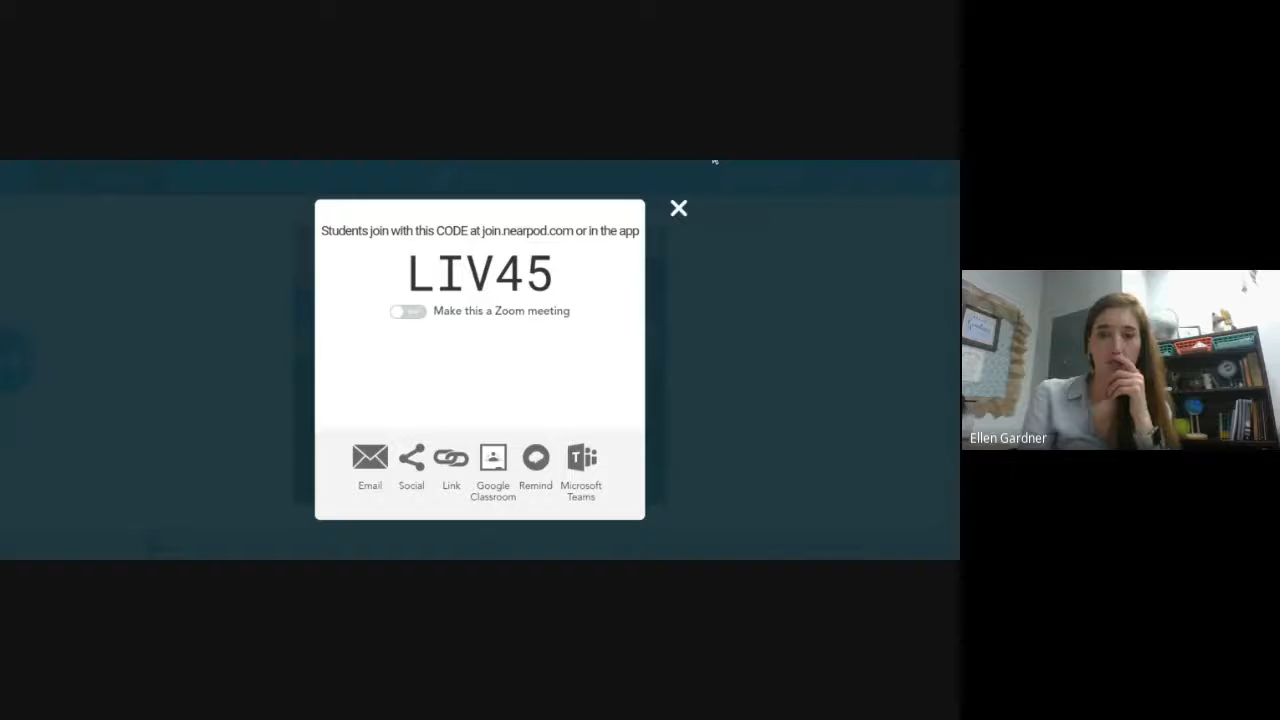 Students join with this CODE at join.nearpod.com or in the app
LIV45
Make this a Zoom meeting
Email
Social
Link
Google Classroom
Remind
Microsoft Teams
Ellen Gardner